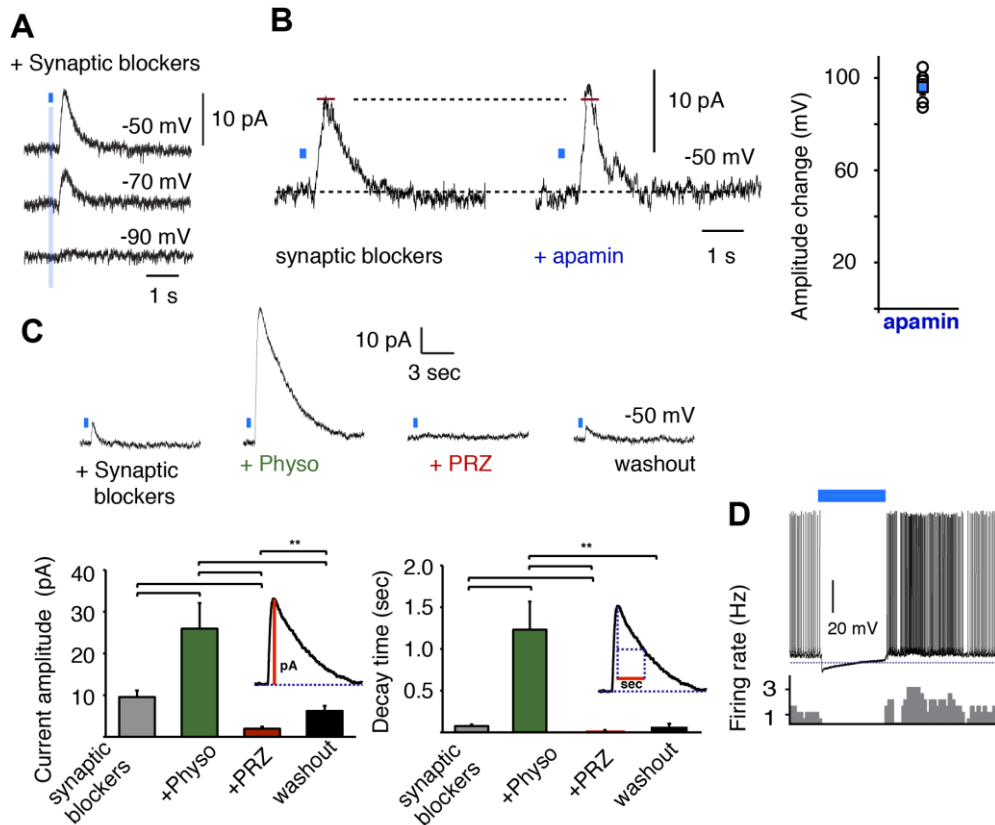 A
+ Synaptic blockers
-50 mV
10 pA
-70 mV
-90 mV
1 s
B
10 pA
-50 mV
synaptic blockers
+ apamin
1 s
Amplitude change (mV)
100
60
20
apamin
C
10 pA
3 sec
-50 mV
+ Synaptic
blockers
+ Physo
+ PRZ
washout
Current amplitude (pA)
40
30
20
10
**
pA
synaptic
blockers
+Physo
+PRZ
washout
Decay time (sec)
2.0
1.5
1.0
0.5
**
sec
synaptic
blockers
+Physo
+PRZ
washout
D
20 mV
Firing rate (Hz)
3
1